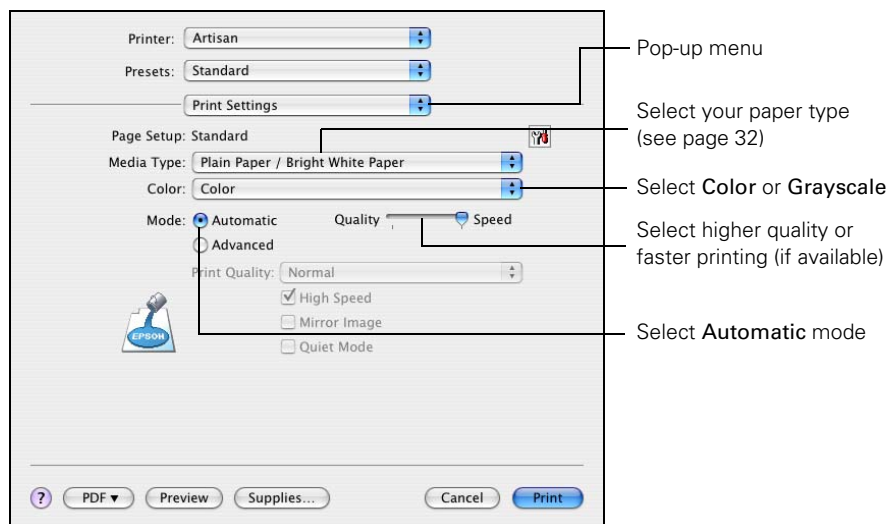 Printer: Artisan
Pop-up menu
Presets: Standard
Print Settings
Select your paper type
(see page 32)
Page Setup: Standard
Media Type: Plain Paper / Bright White Paper
Color: Color
Select Color or Grayscale
Mode: Automatic Quality Speed
Select higher quality or
faster printing (if available)
Advanced
Print Quality: Normal
High Speed
Mirror Image
Select Automatic mode
EPSON
Quiet Mode
? PDF ▼ Preview Supplies... Cancel Print